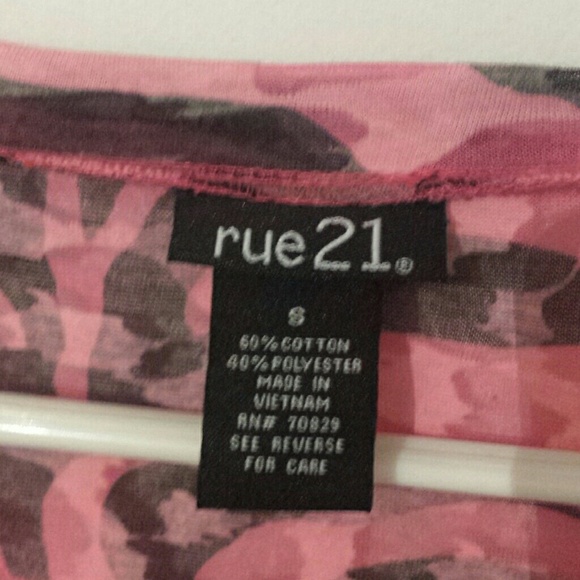 rue21®
S
60% COTTON
40% POLYESTER
MADE IN
VIETNAM
RN# 70829
SEE REVERSE
FOR CARE